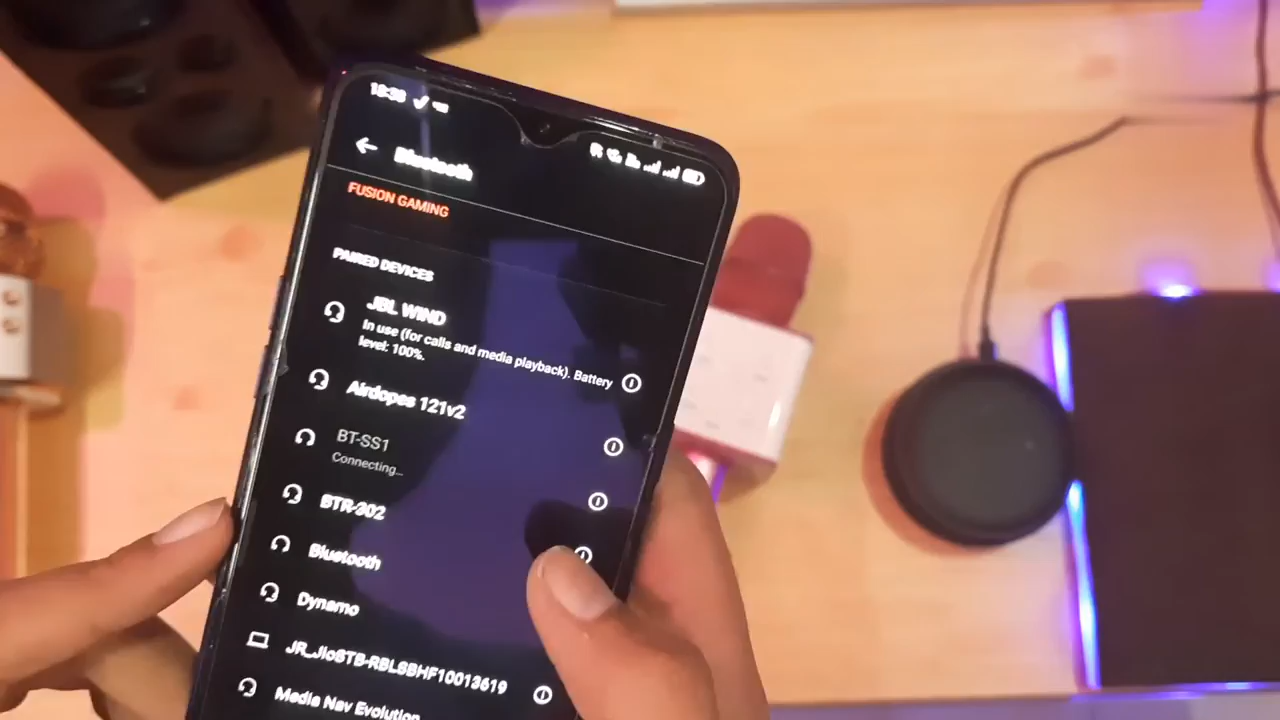 18:38
Bluetooth
FUSION GAMING
PAIRED DEVICES
JBL WIND
In use (for calls and media playback). Battery
level: 100%.
Airdopes 121v2
BT-SS1
Connecting...
BTR-302
Bluetooth
Dynamo
JR_JioSTB-RBLSBHF10013619
Media Nav Evolution